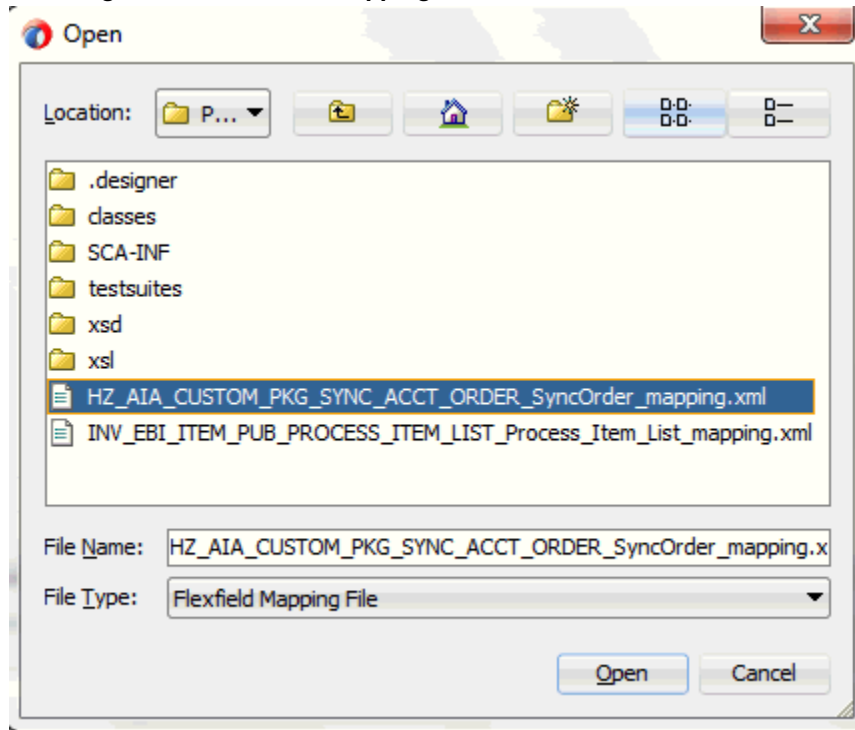 Open
Location: P...
.designer
classes
SCA-INF
testsuites
xsd
xsl
HZ_AIA_CUSTOM_PKG_SYNC_ACCT_ORDER_SyncOrder_mapping.xml
INV_EBI_ITEM_PUB_PROCESS_ITEM_LIST_Process_Item_List_mapping.xml
File Name: HZ_AIA_CUSTOM_PKG_SYNC_ACCT_ORDER_SyncOrder_mapping.x
File Type: Flexfield Mapping File
Open Cancel